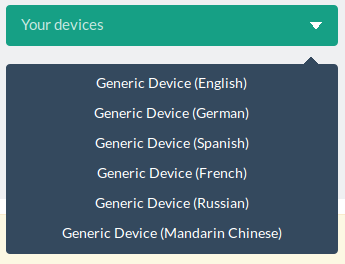 Your devices
Generic Device (English)
Generic Device (German)
Generic Device (Spanish)
Generic Device (French)
Generic Device (Russian)
Generic Device (Mandarin Chinese)